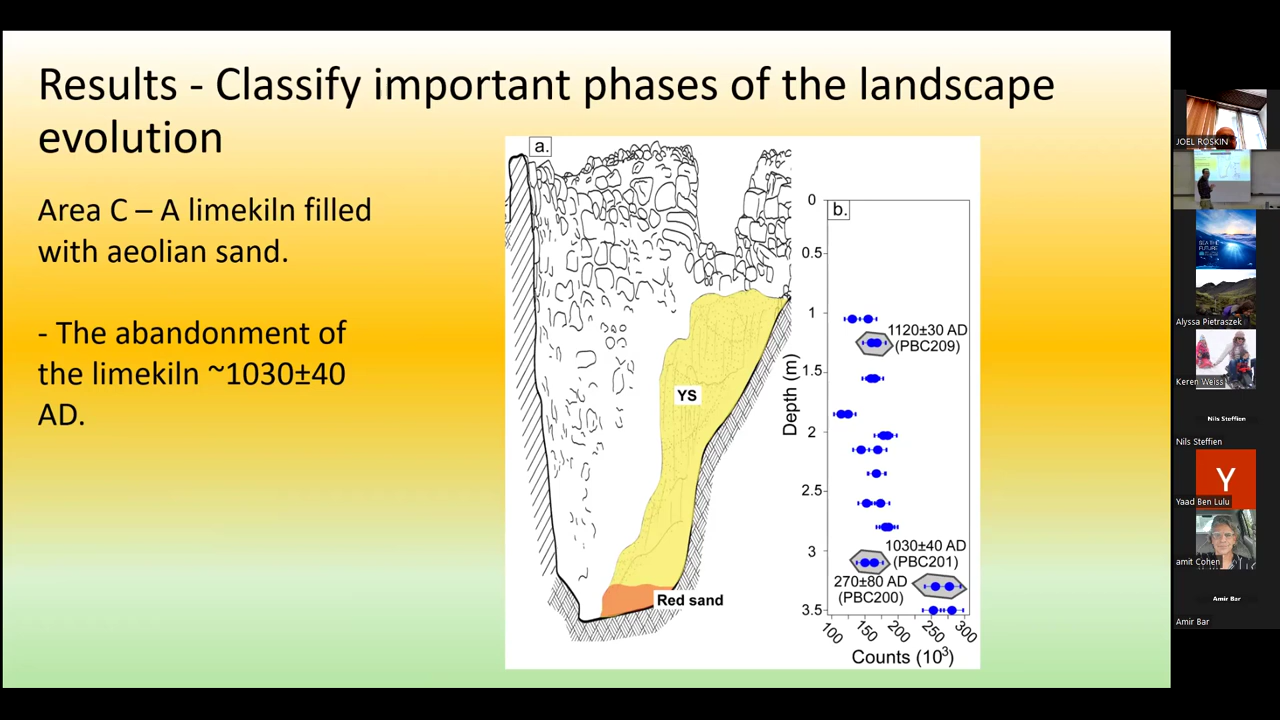 Results - Classify important phases of the landscape
evolution
Area C – A limekiln filled
with aeolian sand.
- The abandonment of
the limekiln ~1030±40
AD.
a.
YS
Red sand
b.
0
0.5
1
1.5
2
2.5
3
3.5
Depth (m)
1120±30 AD
(PBC209)
1030±40 AD
(PBC201)
270±80 AD
(PBC200)
100
150
200
250
300
Counts (10³)
JOEL ROSKIN
SEA THE
FUTURE
Alyssa Pietraszek
Keren Weiss
Nils Steffien
Nils Steffien
Y
Yaad Ben Lulu
amit Cohen
Amir Bar
Amir Bar